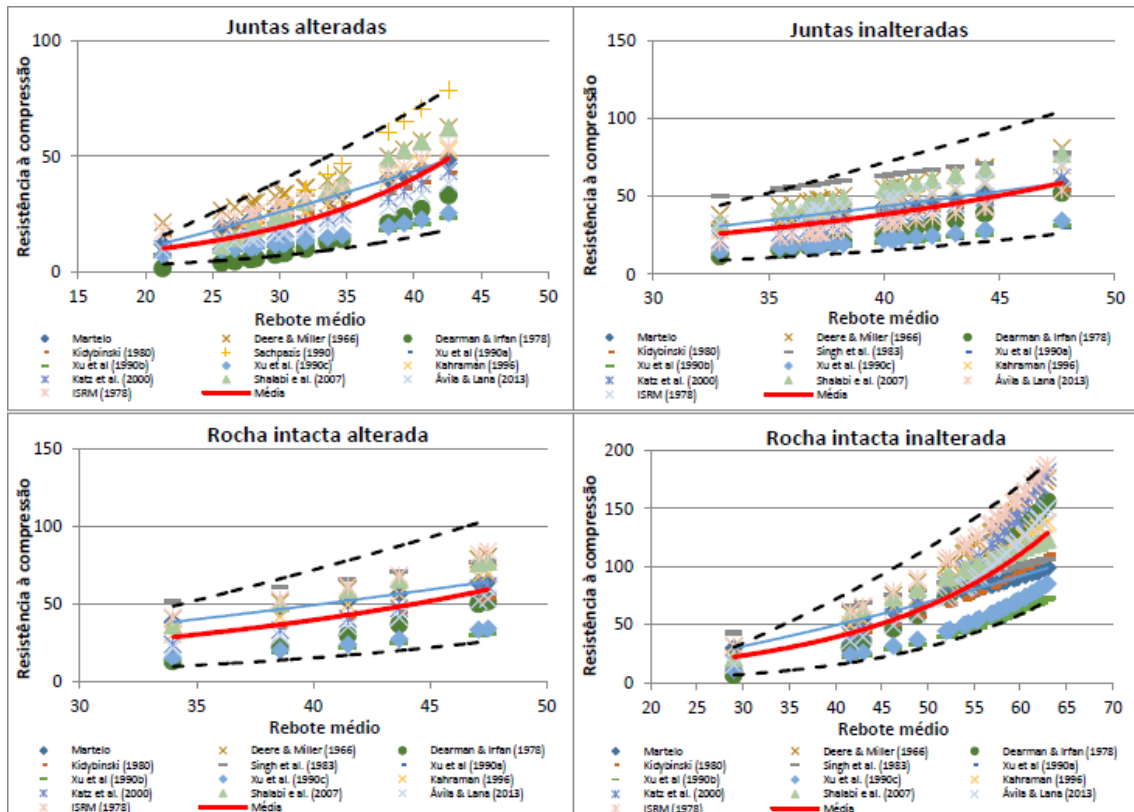 Juntas alteradas
Resistência à compressão
100
50
0
15 20 25 30 35 40 45 50
Rebote médio
Martelo Deere & Miller (1966) Dearman & Irfan (1978)
Kidybinski (1980) Sachpazis (1990) Xu et al (1990a)
Xu et al (1990b) Xu et al. (1990c) Kahraman (1996)
Katz et al. (2000) Shalabi e al. (2007) Ávila & Lana (2013)
ISRM (1978) Média
Juntas inalteradas
Resistência à compressão
150
100
50
0
30 35 40 45 50
Rebote médio
Martelo Deere & Miller (1966) Dearman & Irfan (1978)
Kidybinski (1980) Singh et al. (1983) Xu et al (1990a)
Xu et al (1990b) Xu et al. (1990c) Kahraman (1996)
Katz et al. (2000) Shalabi e al. (2007) Ávila & Lana (2013)
ISRM (1978) Média
Rocha intacta alterada
Resistência à compressão
150
100
50
0
30 35 40 45 50
Rebote médio
Martelo Deere & Miller (1966) Dearman & Irfan (1978)
Kidybinski (1980) Singh et al. (1983) Xu et al (1990a)
Xu et al (1990b) Xu et al. (1990c) Kahraman (1996)
Katz et al. (2000) Shalabi e al. (2007) Ávila & Lana (2013)
ISRM (1978) Média
Rocha intacta inalterada
Resistência à compressão
200
150
100
50
0
20 30 40 50 60 70
Rebote médio
Martelo Deere & Miller (1966) Dearman & Irfan (1978)
Kidybinski (1980) Singh et al. (1983) Xu et al (1990a)
Xu et al (1990b) Xu et al. (1990c) Kahraman (1996)
Katz et al. (2000) Shalabi e al. (2007) Ávila & Lana (2013)
ISRM (1978) Média